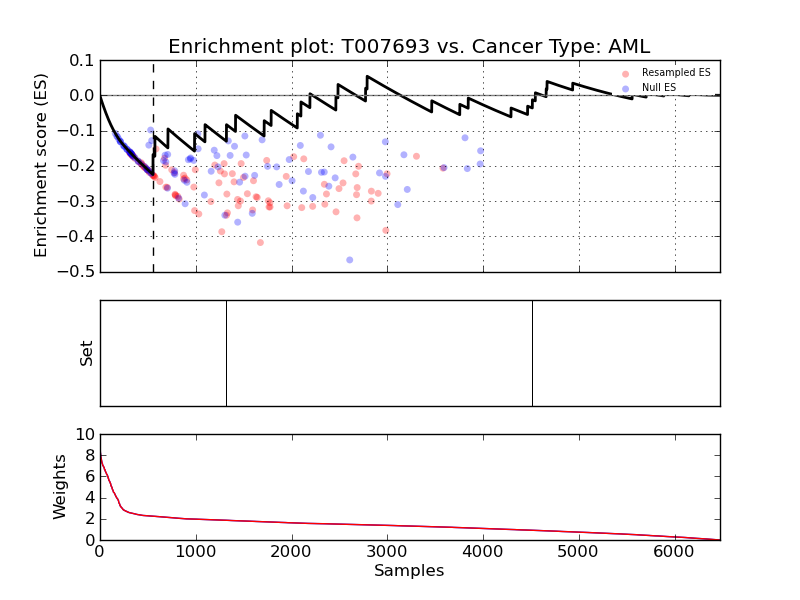 Enrichment plot: T007693 vs. Cancer Type: AML
Enrichment score (ES)
0.1
0.0
−0.1
−0.2
−0.3
−0.4
−0.5
Resampled ES
Null ES
Set
Weights
10
8
6
4
2
0
0 1000 2000 3000 4000 5000 6000
Samples